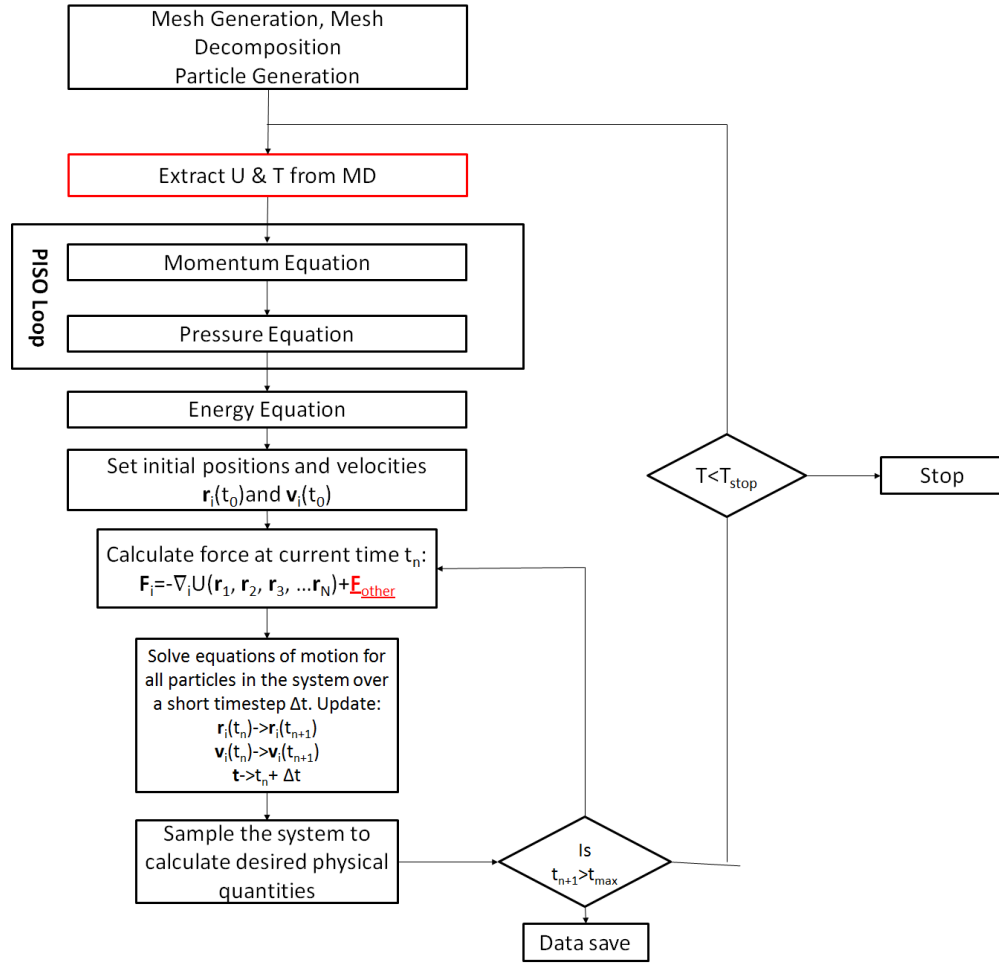 Mesh Generation, Mesh
Decomposition
Particle Generation
Extract U & T from MD
PISO Loop
Momentum Equation
Pressure Equation
Energy Equation
Set initial positions and velocities
rᵢ(t₀)and vᵢ(t₀)
Calculate force at current time tₙ:
Fᵢ=-∇ᵢU(r₁, r₂, r₃, ...r_N)+F_other
Solve equations of motion for
all particles in the system over
a short timestep Δt. Update:
rᵢ(tₙ)->rᵢ(tₙ₊₁)
vᵢ(tₙ)->vᵢ(tₙ₊₁)
t->tₙ+ Δt
Sample the system to
calculate desired physical
quantities
Is
tₙ₊₁>t_max
Data save
T<T_stop
Stop